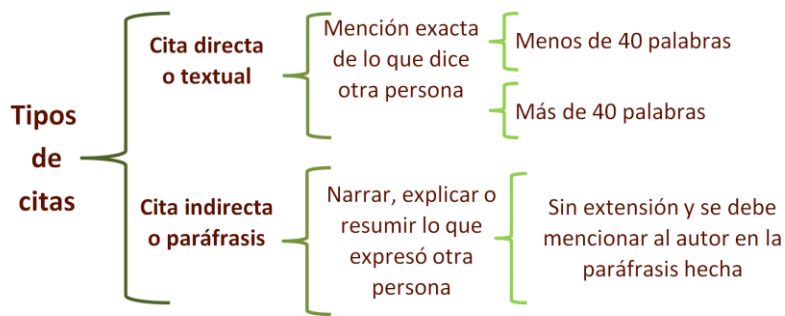 Tipos
de
citas
Cita directa
o textual
Mención exacta
de lo que dice
otra persona
Menos de 40 palabras
Más de 40 palabras
Cita indirecta
o paráfrasis
Narrar, explicar o
resumir lo que
expresó otra
persona
Sin extensión y se debe
mencionar al autor en la
paráfrasis hecha